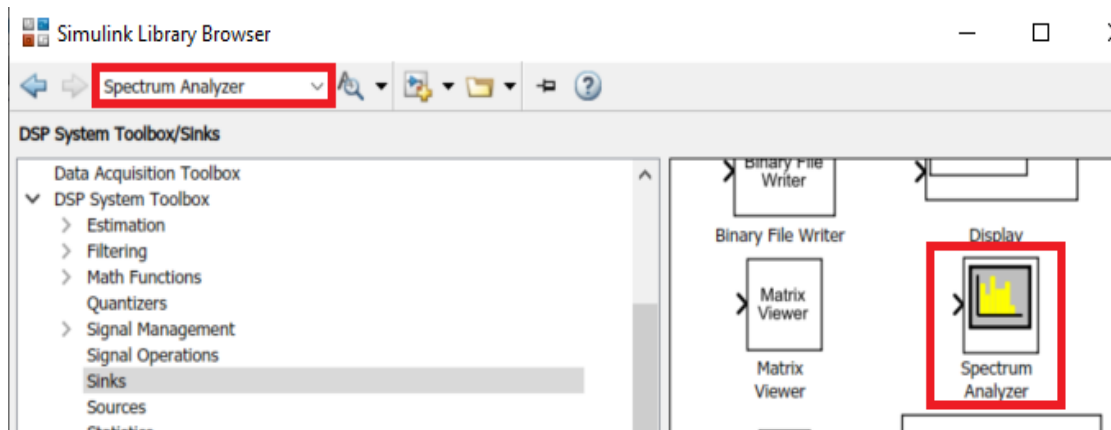 Simulink Library Browser
Spectrum Analyzer
DSP System Toolbox/Sinks
Data Acquisition Toolbox
DSP System Toolbox
Estimation
Filtering
Math Functions
Quantizers
Signal Management
Signal Operations
Sinks
Sources
Statistics
Binary File
Writer
Binary File Writer
Display
Matrix
Viewer
Matrix
Viewer
Spectrum
Analyzer